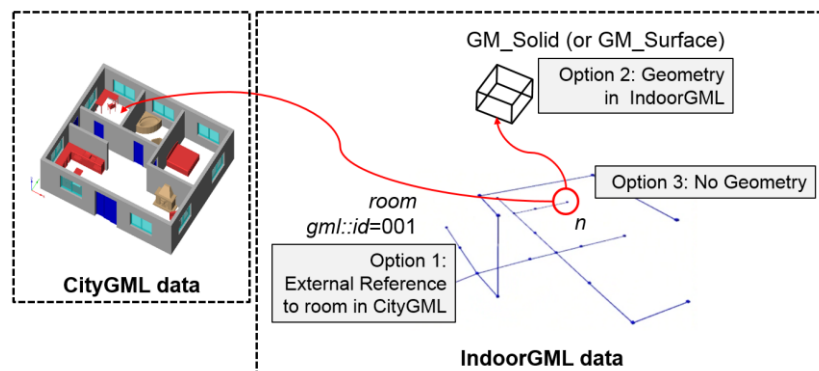 GM_Solid (or GM_Surface)
Option 2: Geometry
in IndoorGML
Option 3: No Geometry
n
room
gml::id=001
Option 1:
External Reference
to room in CityGML
CityGML data
IndoorGML data